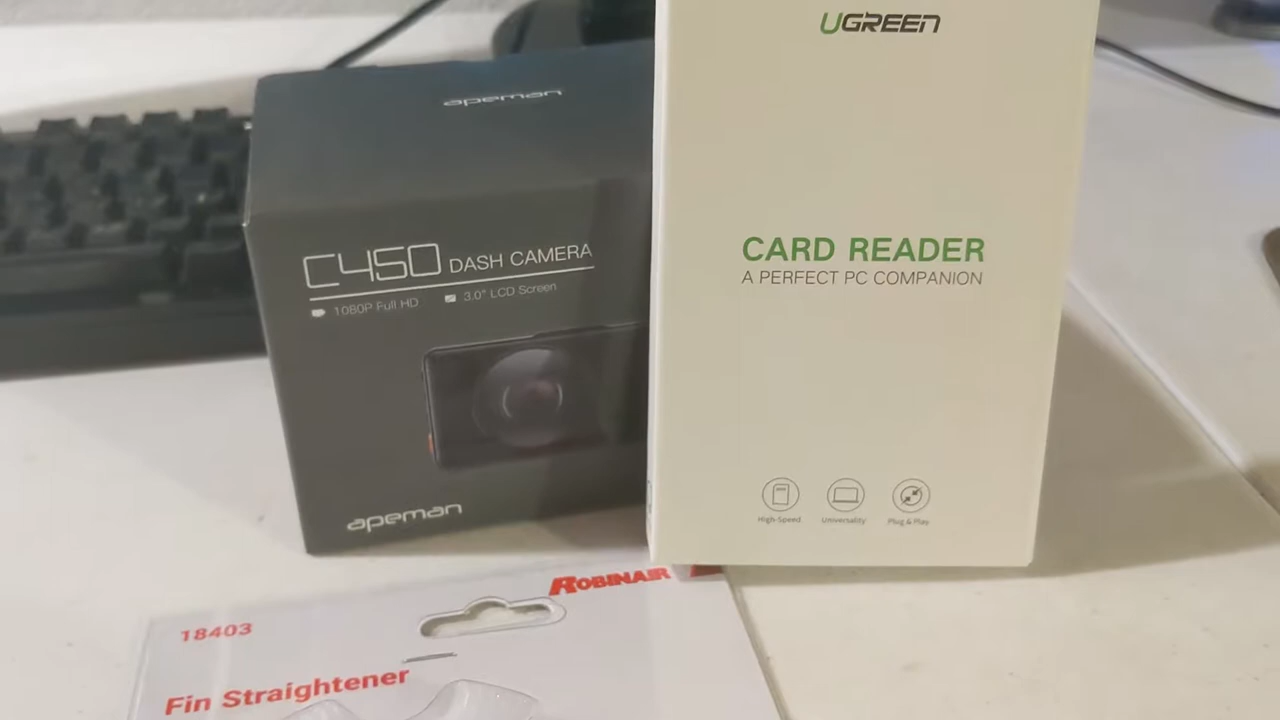 apeman
C450 DASH CAMERA
1080P Full HD 3.0" LCD Screen
apeman
UGREEN
CARD READER
A PERFECT PC COMPANION
High-Speed Universality Plug & Play
ROBINAIR
18403
Fin Straightener